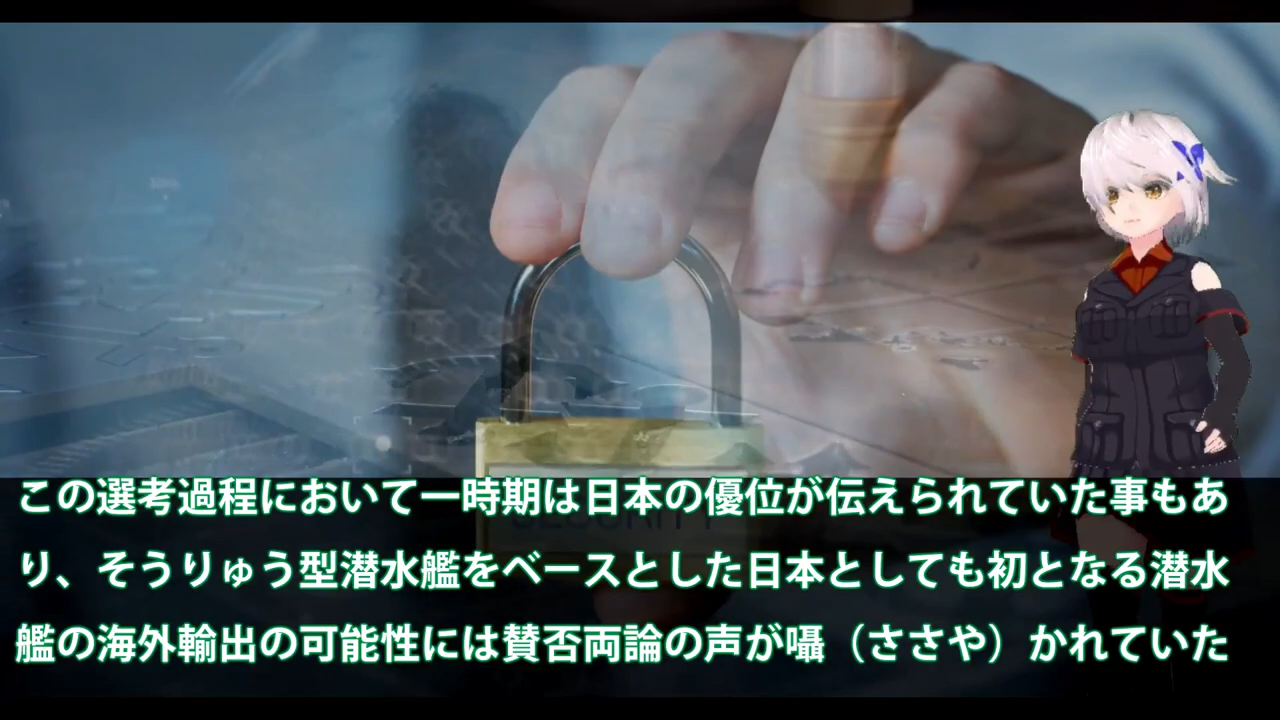 この選考過程において一時期は日本の優位が伝えられていた事もあ
り、そうりゅう型潜水艦をベースとした日本としても初となる潜水
艦の海外輸出の可能性には賛否両論の声が囁（ささや）かれていた